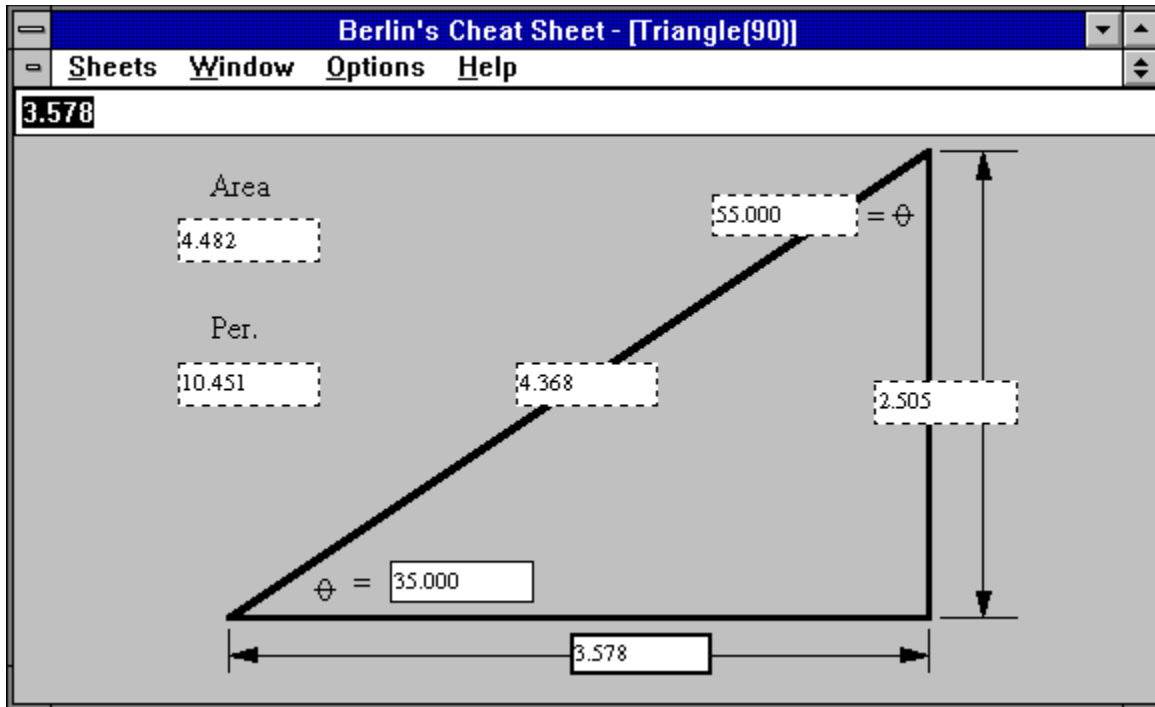 Berlin's Cheat Sheet - [Triangle(90)]
Sheets Window Options Help
3.578
Area
4.482
55.000 = θ
Per.
10.451
4.368
2.505
θ = 35.000
3.578